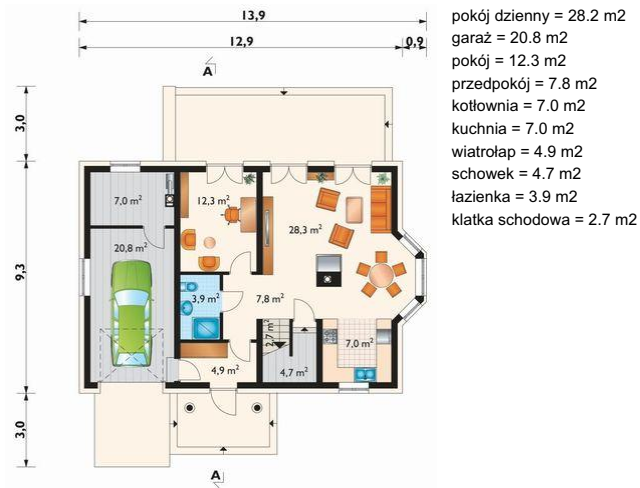 13,9
12,9
0,9
A
3,0
9,3
3,0
7,0 m²
12,3 m²
28,3 m²
20,8 m²
3,9 m²
7,8 m²
2,7 m²
7,0 m²
4,9 m²
4,7 m²
A
pokój dzienny = 28.2 m2
garaż = 20.8 m2
pokój = 12.3 m2
przedpokój = 7.8 m2
kotłownia = 7.0 m2
kuchnia = 7.0 m2
wiatrołap = 4.9 m2
schowek = 4.7 m2
łazienka = 3.9 m2
klatka schodowa = 2.7 m2